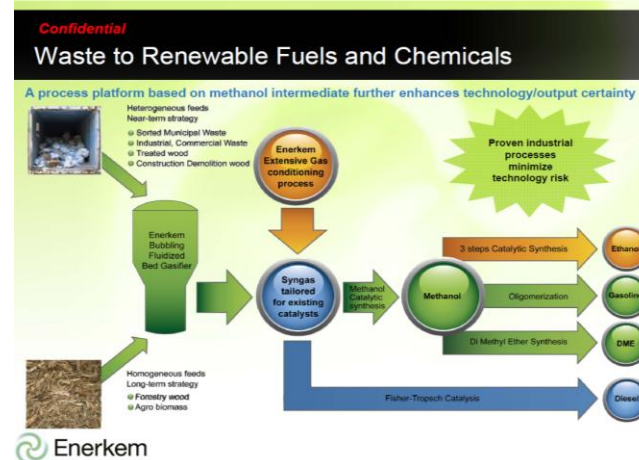 Confidential
Waste to Renewable Fuels and Chemicals
A process platform based on methanol intermediate further enhances technology/output certainty
Heterogeneous feeds
Near-term strategy
Sorted Municipal Waste
Industrial, Commercial Waste
Treated wood
Construction Demolition wood
Enerkem
Extensive Gas
conditioning
process
Proven industrial
processes
minimize
technology risk
Enerkem
Bubbling
Fluidized
Bed Gasifier
Syngas
tailored
for existing
catalysts
Methanol
Catalytic
synthesis
Methanol
3 steps Catalytic Synthesis
Ethanol
Oligomerization
Gasoline
Di Methyl Ether Synthesis
DME
Homogeneous feeds
Long-term strategy
Forestry wood
Agro biomass
Fisher-Tropsch Catalysis
Diesel
Enerkem